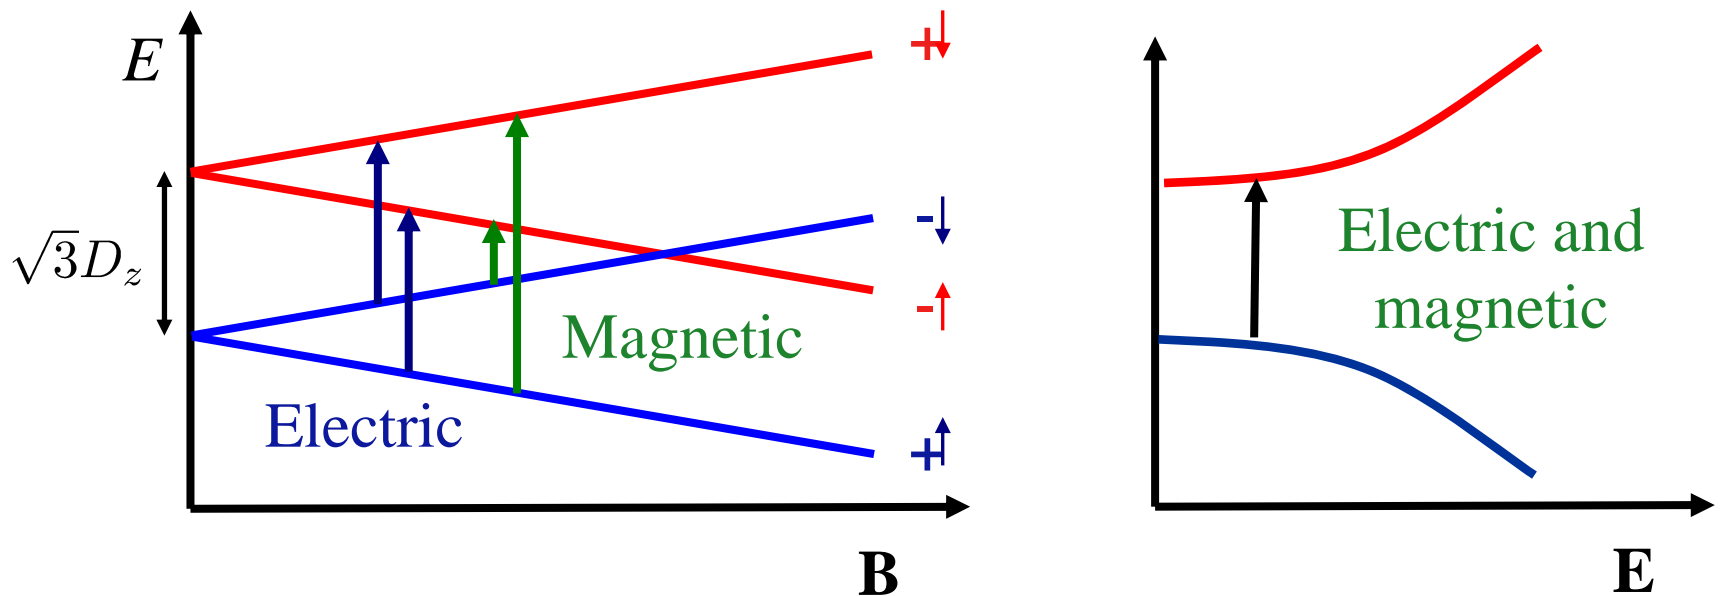 E
+↓
√3D_z
-↓
-↑
Magnetic
Electric
+↑
B
Electric and
magnetic
E